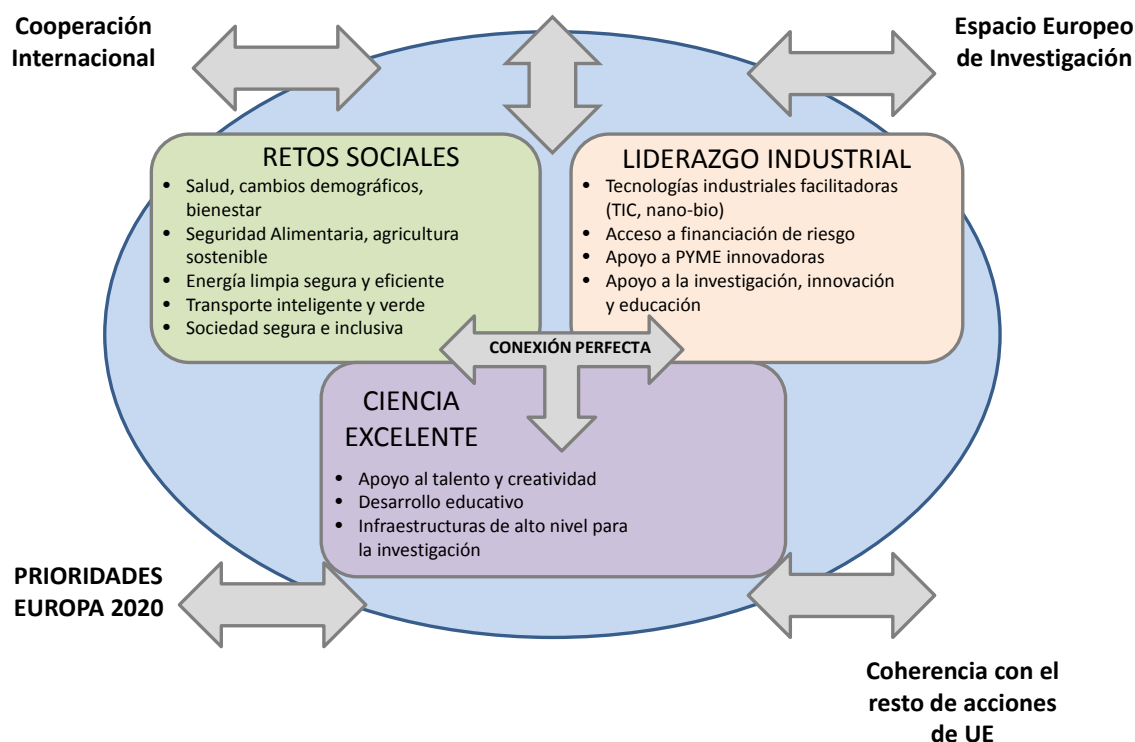 Cooperación
Internacional
Espacio Europeo
de Investigación
RETOS SOCIALES
• Salud, cambios demográficos,
bienestar
• Seguridad Alimentaria, agricultura
sostenible
• Energía limpia segura y eficiente
• Transporte inteligente y verde
• Sociedad segura e inclusiva
LIDERAZGO INDUSTRIAL
• Tecnologías industriales facilitadoras
(TIC, nano-bio)
• Acceso a financiación de riesgo
• Apoyo a PYME innovadoras
• Apoyo a la investigación, innovación
y educación
CONEXIÓN PERFECTA
CIENCIA
EXCELENTE
• Apoyo al talento y creatividad
• Desarrollo educativo
• Infraestructuras de alto nivel para
la investigación
PRIORIDADES
EUROPA 2020
Coherencia con el
resto de acciones
de UE